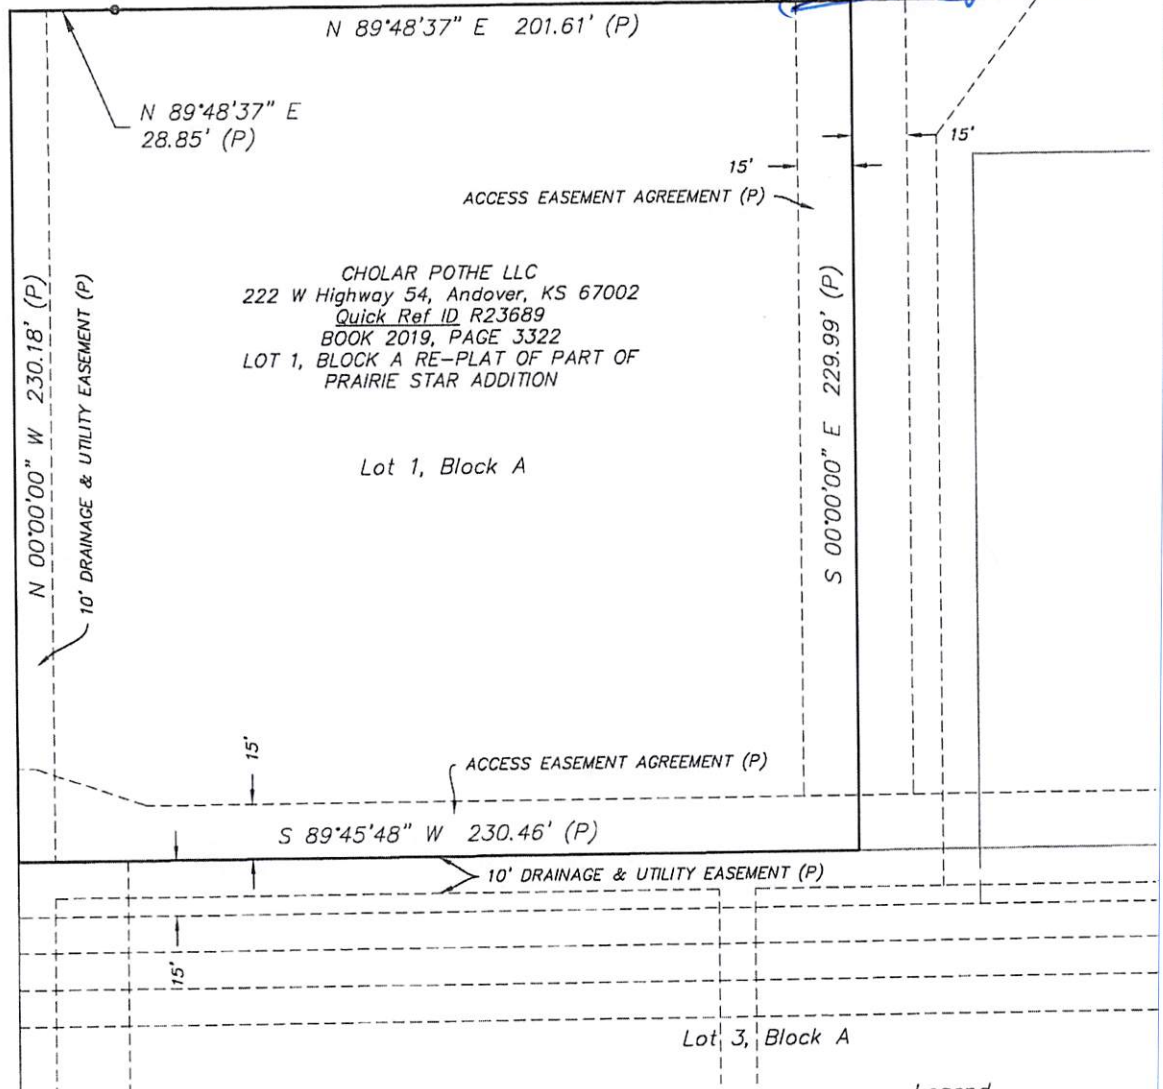 N 89°48'37" E 201.61' (P)
N 89°48'37" E
28.85' (P)
15'
15'
ACCESS EASEMENT AGREEMENT (P)
CHOLAR POTHE LLC
222 W Highway 54, Andover, KS 67002
Quick Ref ID R23689
BOOK 2019, PAGE 3322
LOT 1, BLOCK A RE-PLAT OF PART OF
PRAIRIE STAR ADDITION
N 00°00'00" W 230.18' (P)
10' DRAINAGE & UTILITY EASEMENT (P)
S 00°00'00" E 229.99' (P)
Lot 1, Block A
15'
ACCESS EASEMENT AGREEMENT (P)
S 89°45'48" W 230.46' (P)
10' DRAINAGE & UTILITY EASEMENT (P)
15'
Lot 3, Block A